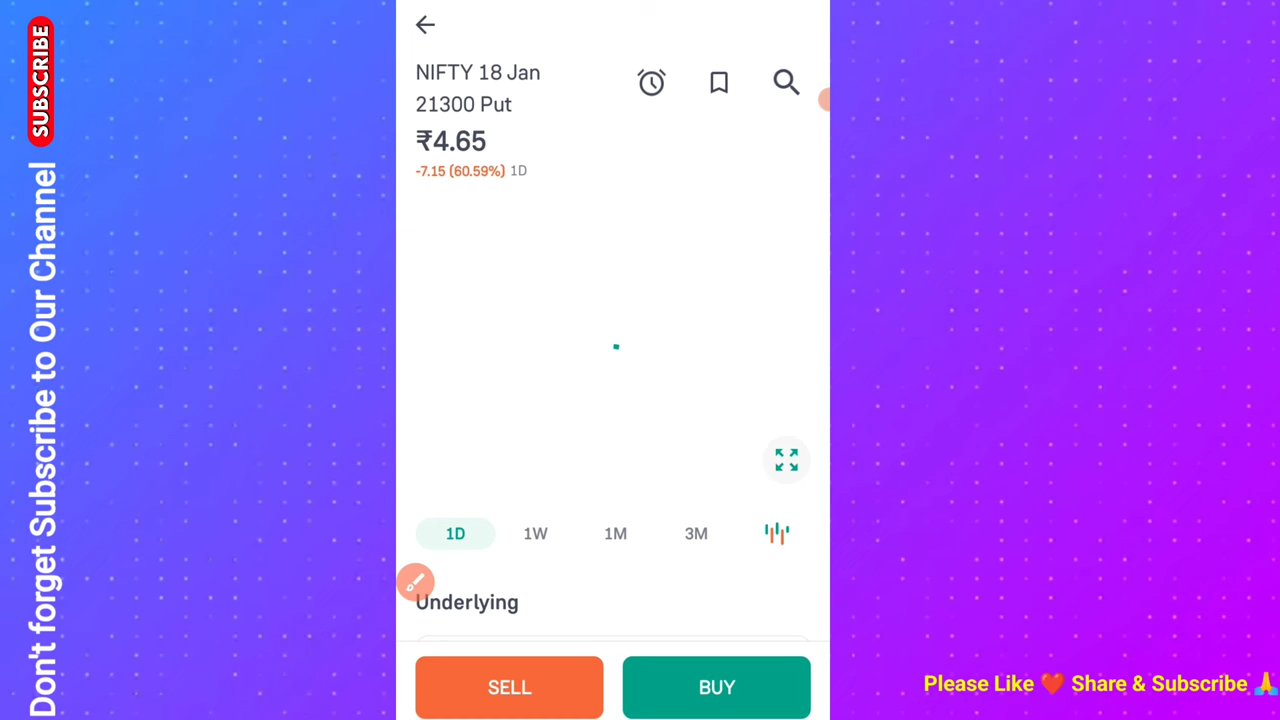 Don't forget Subscribe to Our Channel
SUBSCRIBE
NIFTY 18 Jan
21300 Put
₹4.65
-7.15 (60.59%) 1D
1D 1W 1M 3M
Underlying
SELL BUY
Please Like ❤️ Share & Subscribe 🙏